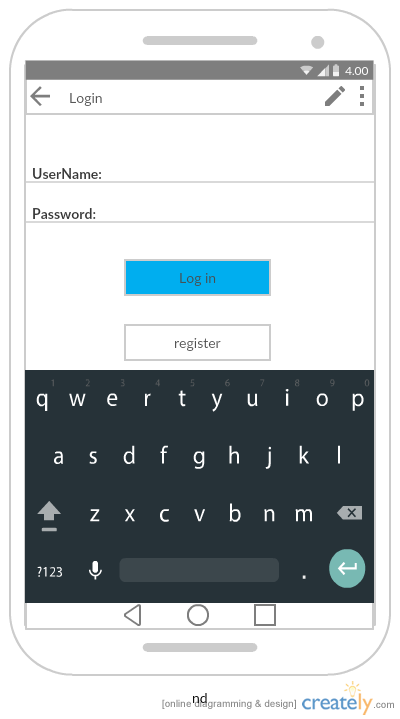 4.00
Login
UserName:
Password:
Log in
register
1 2 3 4 5 6 7 8 9 0
q w e r t y u i o p
a s d f g h j k l
z x c v b n m
?123 .
nd
[online diagramming & design] creately.com